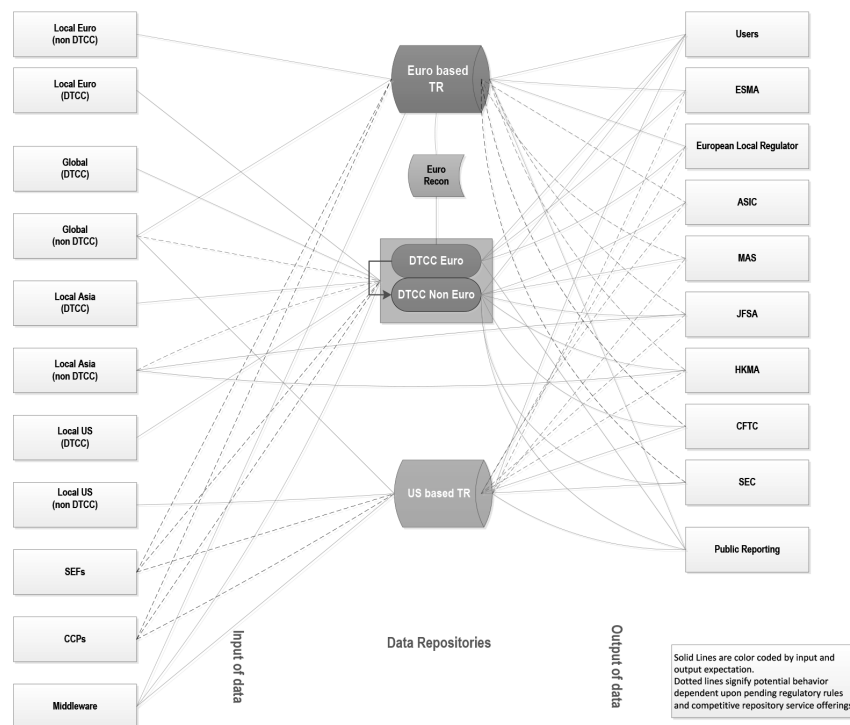 Local Euro
(non DTCC)
Local Euro
(DTCC)
Global
(DTCC)
Global
(non DTCC)
Local Asia
(DTCC)
Local Asia
(non DTCC)
Local US
(DTCC)
Local US
(non DTCC)
SEFs
CCPs
Middleware
Input of data
Euro based
TR
Euro
Recon
DTCC Euro
DTCC Non Euro
US based TR
Data Repositories
Output of data
Users
ESMA
European Local Regulator
ASIC
MAS
JFSA
HKMA
CFTC
SEC
Public Reporting
Solid Lines are color coded by input and
output expectation.
Dotted lines signify potential behavior
dependent upon pending regulatory rules
and competitive repository service offerings